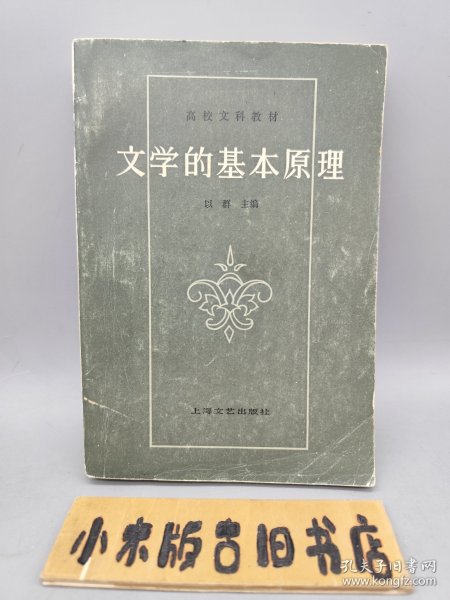 高校文科教材
文学的基本原理
以群 主编
上海文艺出版社
小宋版古旧书店
孔夫子旧书网
www.kongfz.com